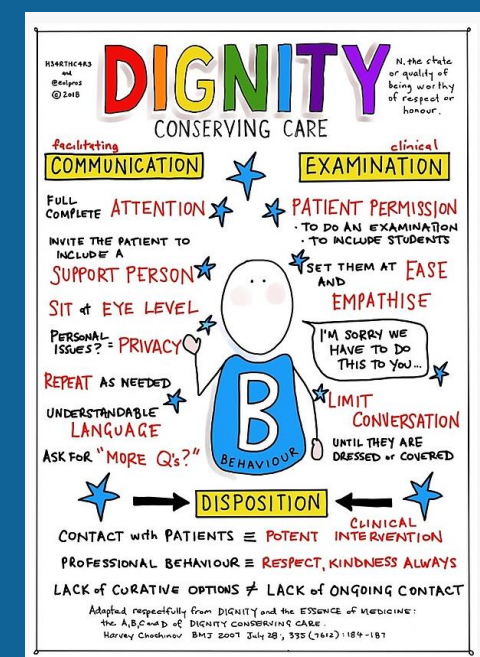 H34RTHC4R3
and
@eolpros
© 2018
DIGNITY
N. the state
or quality of
being worthy
of respect or
honour.
CONSERVING CARE
facilitating
COMMUNICATION
FULL
COMPLETE ATTENTION
INVITE THE PATIENT TO
INCLUDE A
SUPPORT PERSON
SIT at EYE LEVEL
PERSONAL
ISSUES? = PRIVACY
REPEAT AS NEEDED
UNDERSTANDABLE
LANGUAGE
ASK FOR "MORE Q's?"
clinical
EXAMINATION
PATIENT PERMISSION
· TO DO AN EXAMINATION
· TO INCLUDE STUDENTS
SET THEM AT EASE
AND
EMPATHISE
I'M SORRY WE
HAVE TO DO
THIS TO YOU...
LIMIT
CONVERSATION
UNTIL THEY ARE
DRESSED or COVERED
B
BEHAVIOUR
DISPOSITION
CONTACT with PATIENTS ≡ POTENT CLINICAL INTERVENTION
PROFESSIONAL BEHAVIOUR ≡ RESPECT, KINDNESS ALWAYS
LACK of CURATIVE OPTIONS ≠ LACK of ONGOING CONTACT
Adapted respectfully from DIGNITY and the ESSENCE of MEDICINE:
the A,B,C and D of DIGNITY CONSERVING CARE.
Harvey Chochinov BMJ 2007 July 28; 335 (7612): 184-187